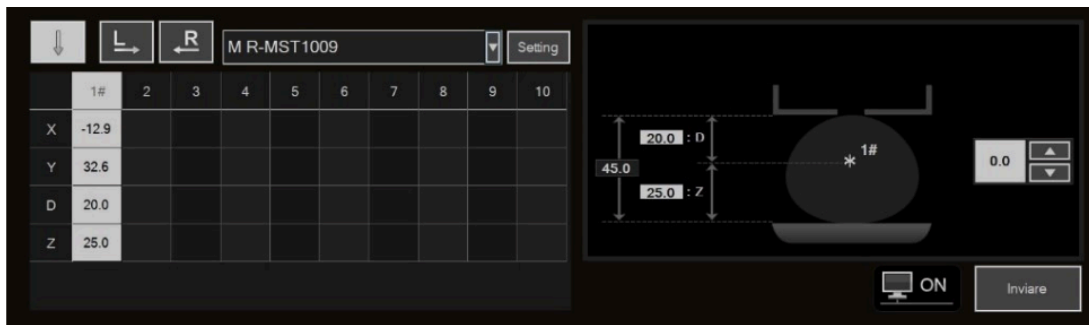 L R M R-MST1009 Setting
1# 2 3 4 5 6 7 8 9 10
X -12.9
Y 32.6
D 20.0
Z 25.0
20.0 : D
45.0
25.0 : Z
1#
0.0
ON
Inviare